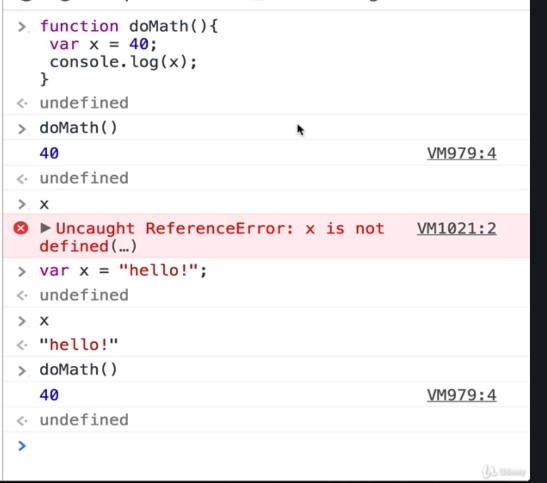 > function doMath(){
var x = 40;
console.log(x);
}
<· undefined
> doMath()
40 VM979:4
<· undefined
> x
▶Uncaught ReferenceError: x is not VM1021:2
defined(…)
> var x = "hello!";
<· undefined
> x
<· "hello!"
> doMath()
40 VM979:4
<· undefined
>
Udemy